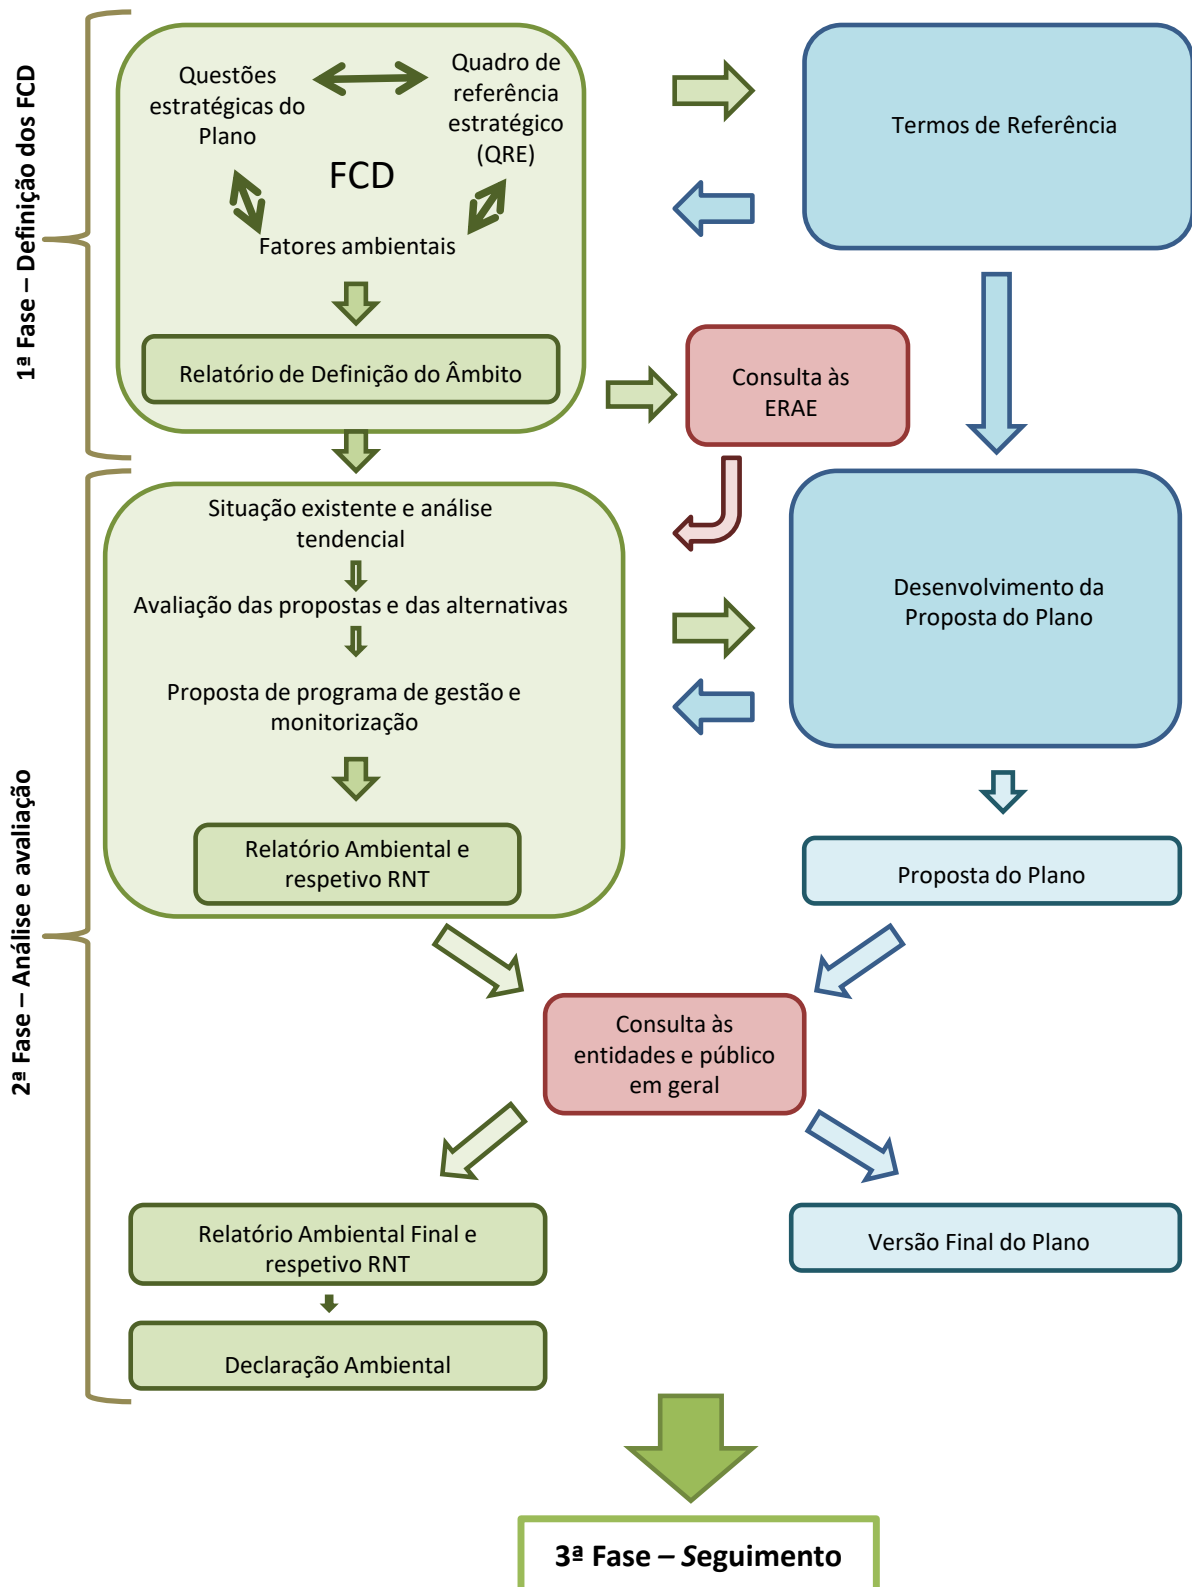 1ª Fase – Definição dos FCD
Questões
estratégicas do
Plano
Quadro de
referência
estratégico
(QRE)
FCD
Fatores ambientais
Relatório de Definição do Âmbito
Termos de Referência
Consulta às
ERAE
2ª Fase – Análise e avaliação
Situação existente e análise
tendencial
Avaliação das propostas e das alternativas
Proposta de programa de gestão e
monitorização
Relatório Ambiental e
respetivo RNT
Desenvolvimento da
Proposta do Plano
Proposta do Plano
Consulta às
entidades e público
em geral
Relatório Ambiental Final e
respetivo RNT
Versão Final do Plano
Declaração Ambiental
3ª Fase – Seguimento